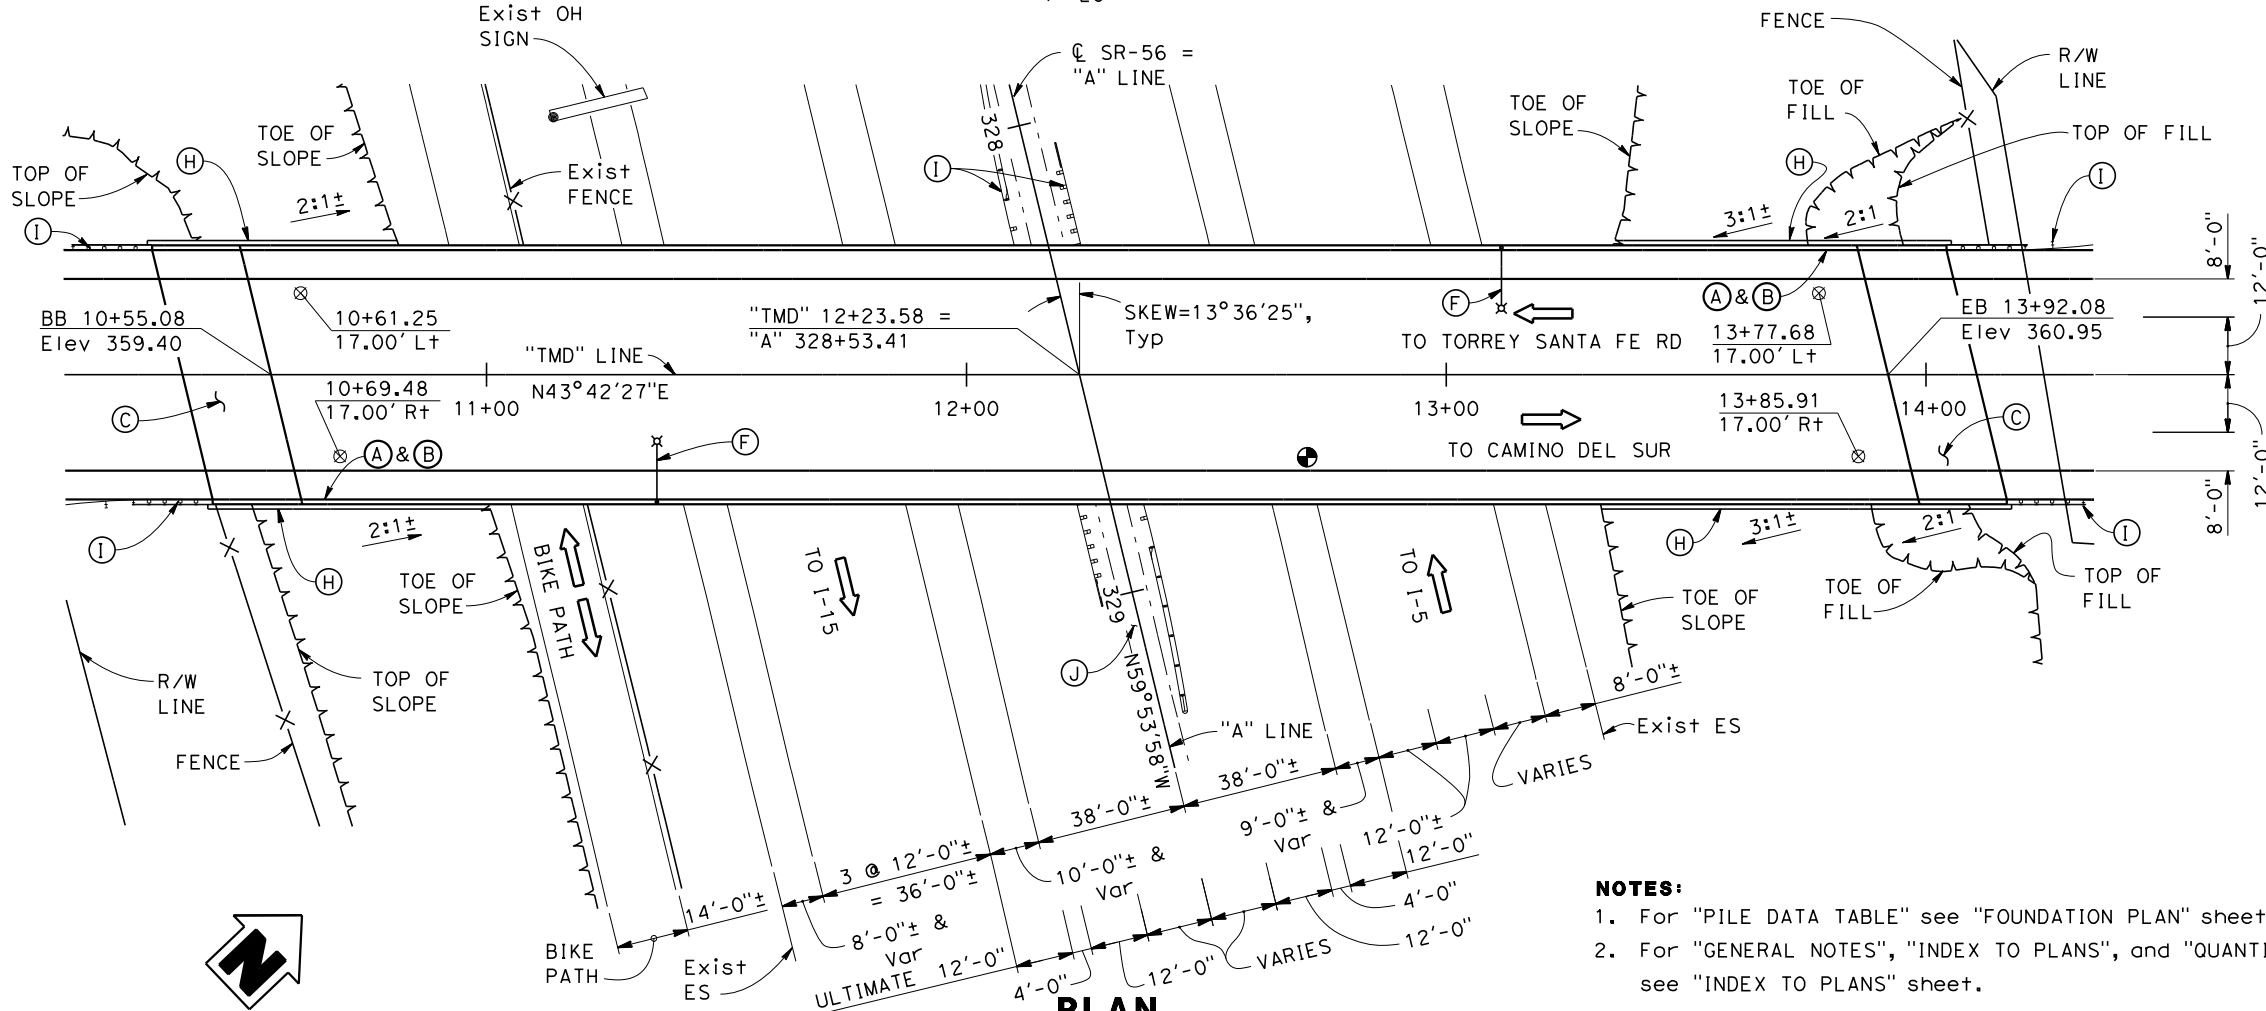 Exist OH
SIGN
℄ SR-56 =
"A" LINE
FENCE
R/W
LINE
TOE OF
FILL
TOP OF FILL
TOE OF
SLOPE
TOE OF
SLOPE
TOP OF
SLOPE
H
I
2:1±
Exist
FENCE
328
I
3:1±
2:1
H
I
8'-0"
12'-0"
BB 10+55.08
Elev 359.40
10+61.25
17.00' Lt
"TMD" 12+23.58 =
"A" 328+53.41
SKEW=13°36'25",
Typ
F
A & B
TO TORREY SANTA FE RD
13+77.68
17.00' Lt
EB 13+92.08
Elev 360.95
"TMD" LINE
N43°42'27"E
10+69.48
17.00' Rt
11+00
12+00
13+00
14+00
13+85.91
17.00' Rt
C
C
A & B
F
TO CAMINO DEL SUR
12'-0"
8'-0"
I
2:1±
H
BIKE PATH
TO I-15
329
TO I-5
3:1±
H
2:1
I
TOE OF
SLOPE
TOE OF
SLOPE
TOE OF
FILL
TOP OF
FILL
R/W
LINE
TOP OF
SLOPE
FENCE
J
N59°53'58"W
"A" LINE
8'-0"±
Exist ES
VARIES
38'-0"±
38'-0"±
9'-0"± &
Var
12'-0"±
3 @ 12'-0"±
= 36'-0"±
10'-0"± &
Var
12'-0"
4'-0"
14'-0"±
8'-0"± &
Var
BIKE
PATH
Exist
ES
ULTIMATE
12'-0"
4'-0"
12'-0"
VARIES
12'-0"
PLAN
N
NOTES:
1. For "PILE DATA TABLE" see "FOUNDATION PLAN" sheet
2. For "GENERAL NOTES", "INDEX TO PLANS", and "QUANTI
see "INDEX TO PLANS" sheet.